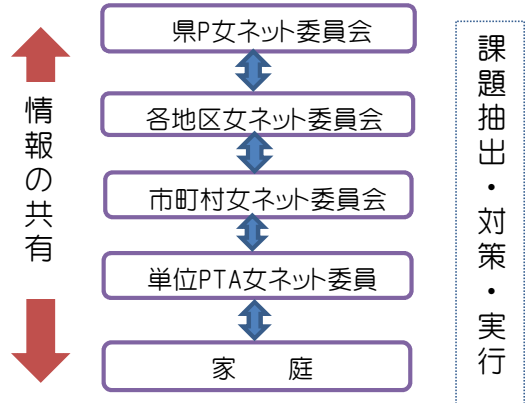 県P女ネット委員会
各地区女ネット委員会
市町村女ネット委員会
単位PTA女ネット委員
家　　庭
情報の共有
課題抽出・対策・実行